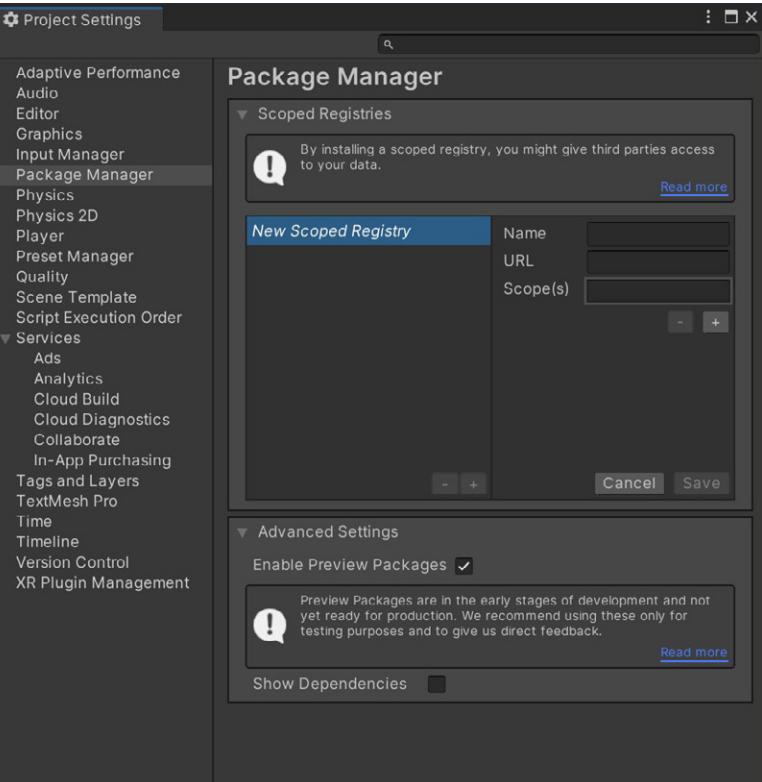 Project Settings
Adaptive Performance
Audio
Editor
Graphics
Input Manager
Package Manager
Physics
Physics 2D
Player
Preset Manager
Quality
Scene Template
Script Execution Order
Services
Ads
Analytics
Cloud Build
Cloud Diagnostics
Collaborate
In-App Purchasing
Tags and Layers
TextMesh Pro
Time
Timeline
Version Control
XR Plugin Management
Package Manager
Scoped Registries
By installing a scoped registry, you might give third parties access
to your data.
Read more
New Scoped Registry
Name
URL
Scope(s)
- +
- +
Cancel Save
Advanced Settings
Enable Preview Packages
Preview Packages are in the early stages of development and not
yet ready for production. We recommend using these only for
testing purposes and to give us direct feedback.
Read more
Show Dependencies